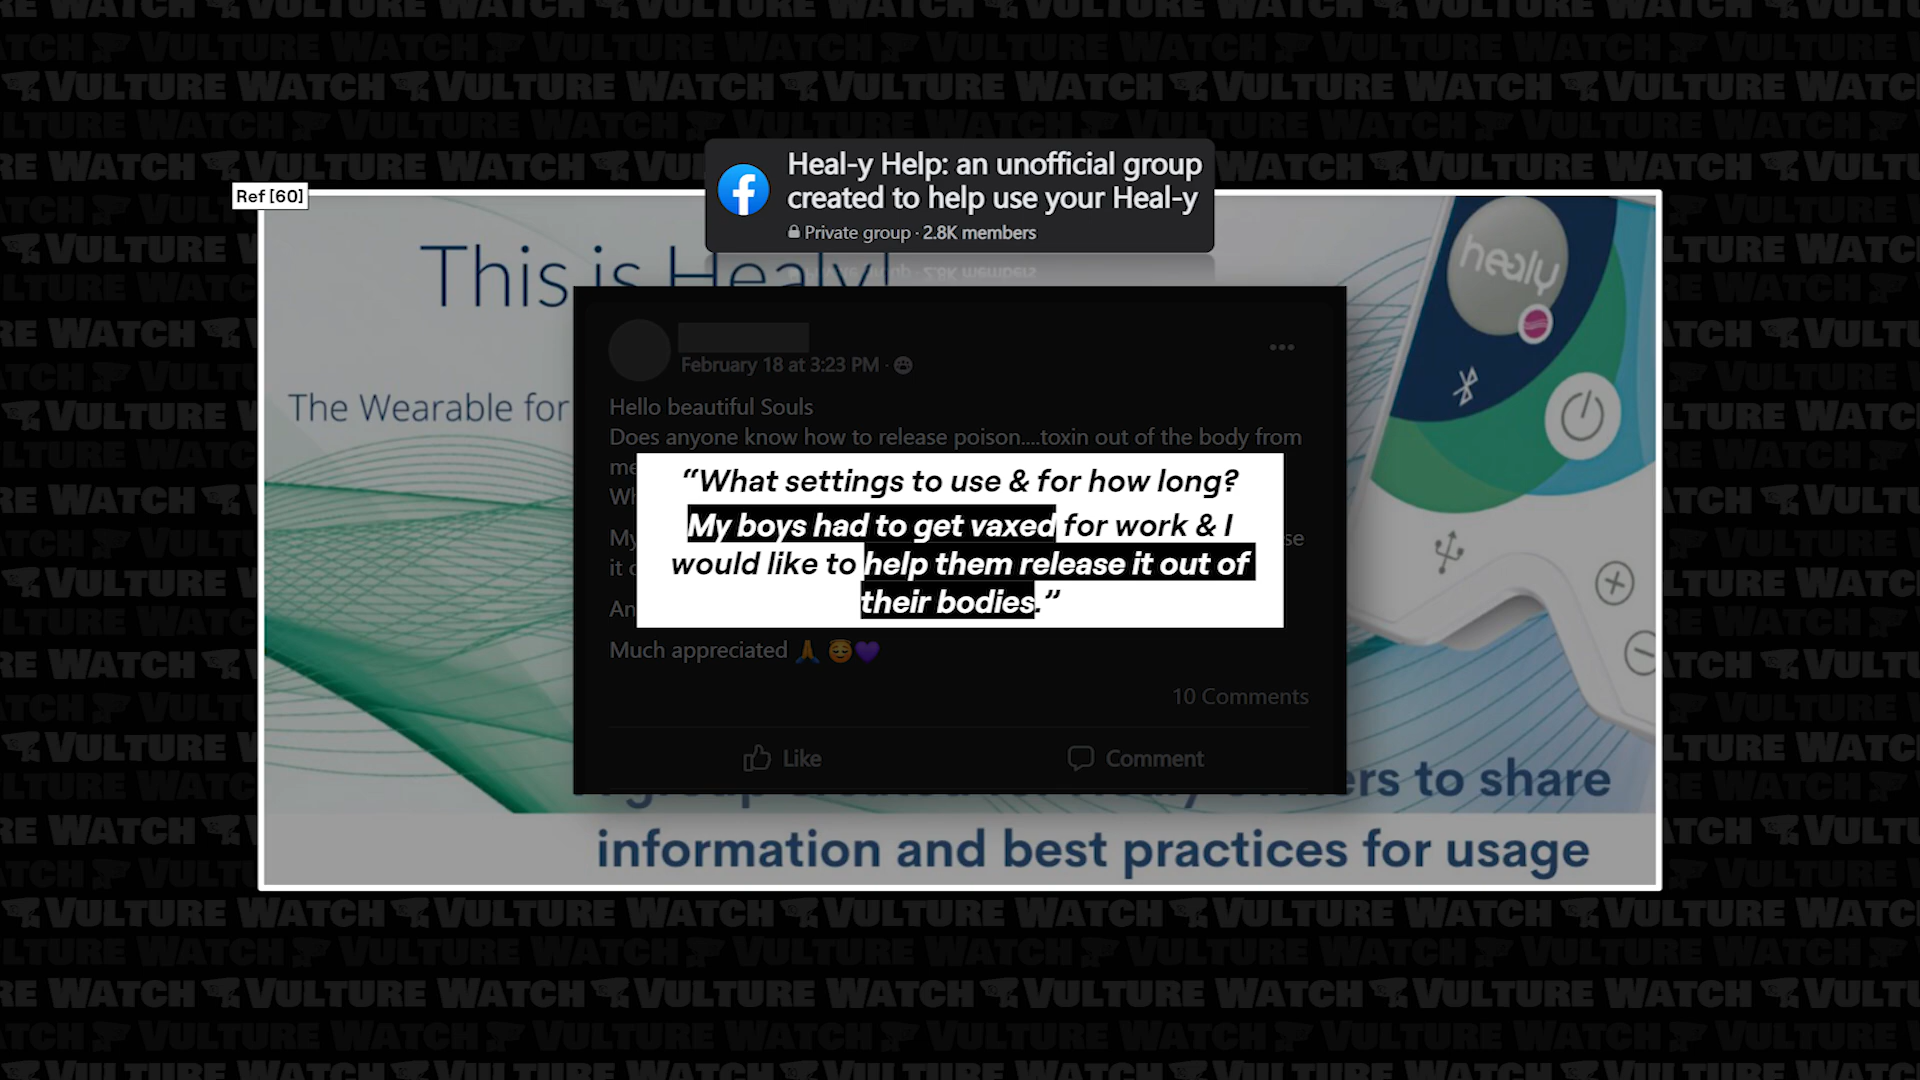 Heal-y Help: an unofficial group
created to help use your Heal-y
Private group · 2.8K members
Ref [60]
This is Healy!
healy
The Wearable for
February 18 at 3:23 PM ·
Hello beautiful Souls
Does anyone know how to release poison....toxin out of the body from
“What settings to use & for how long?
My boys had to get vaxed for work & I
would like to help them release it out of
their bodies.”
Much appreciated 🙏 😇💜
10 Comments
Like
Comment
to share
information and best practices for usage
VULTURE WATCH